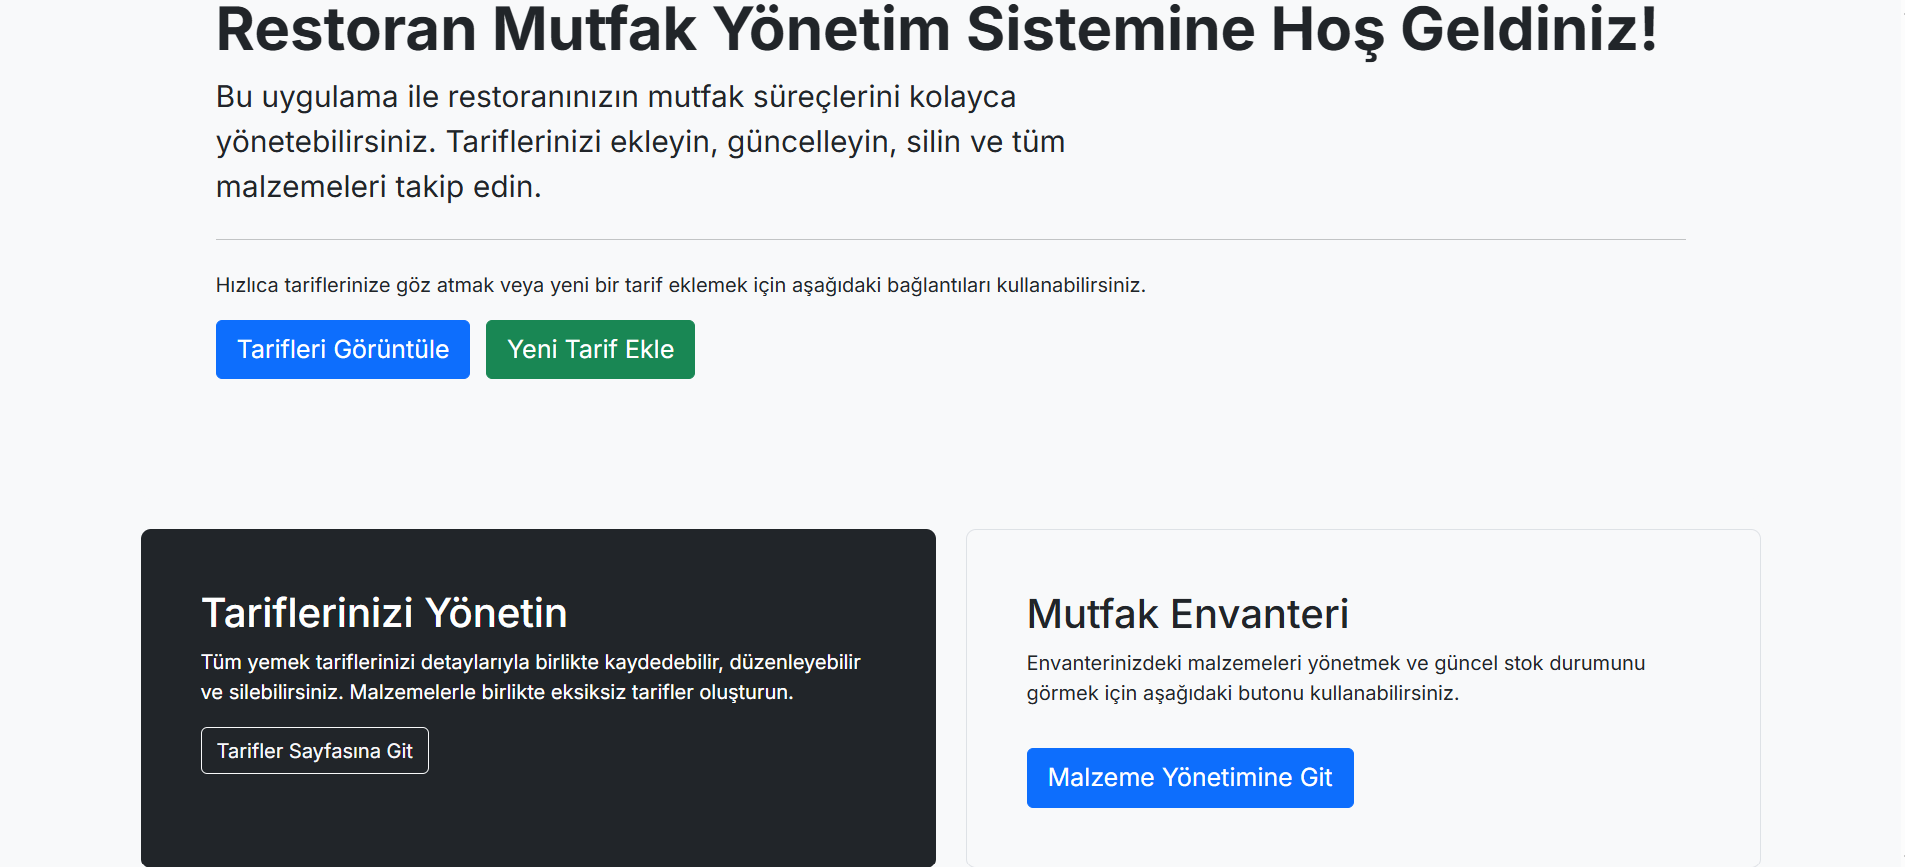 Restoran Mutfak Yönetim Sistemine Hoş Geldiniz!
Bu uygulama ile restoranınızın mutfak süreçlerini kolayca
yönetebilirsiniz. Tariflerinizi ekleyin, güncelleyin, silin ve tüm
malzemeleri takip edin.
Hızlıca tariflerinize göz atmak veya yeni bir tarif eklemek için aşağıdaki bağlantıları kullanabilirsiniz.
Tarifleri Görüntüle
Yeni Tarif Ekle
Tariflerinizi Yönetin
Tüm yemek tariflerinizi detaylarıyla birlikte kaydedebilir, düzenleyebilir
ve silebilirsiniz. Malzemelerle birlikte eksiksiz tarifler oluşturun.
Tarifler Sayfasına Git
Mutfak Envanteri
Envanterinizdeki malzemeleri yönetmek ve güncel stok durumunu
görmek için aşağıdaki butonu kullanabilirsiniz.
Malzeme Yönetimine Git